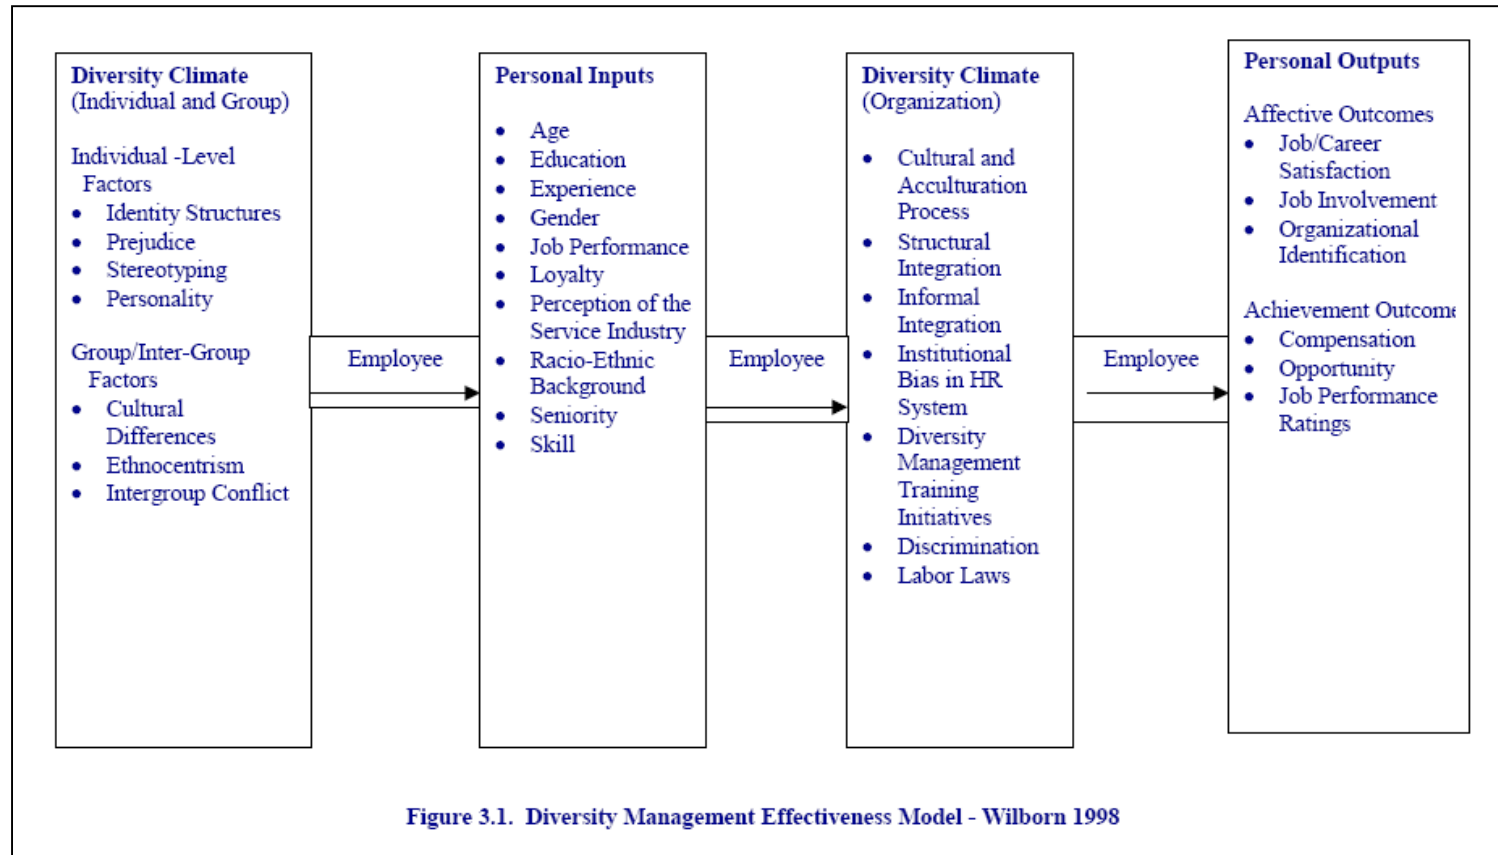 Diversity Climate
(Individual and Group)
Individual -Level
Factors
• Identity Structures
• Prejudice
• Stereotyping
• Personality
Group/Inter-Group
Factors
• Cultural
Differences
• Ethnocentrism
• Intergroup Conflict
Employee
Personal Inputs
• Age
• Education
• Experience
• Gender
• Job Performance
• Loyalty
• Perception of the
Service Industry
• Racio-Ethnic
Background
• Seniority
• Skill
Employee
Diversity Climate
(Organization)
• Cultural and
Acculturation
Process
• Structural
Integration
• Informal
Integration
• Institutional
Bias in HR
System
• Diversity
Management
Training
Initiatives
• Discrimination
• Labor Laws
Employee
Personal Outputs
Affective Outcomes
• Job/Career
Satisfaction
• Job Involvement
• Organizational
Identification
Achievement Outcome
• Compensation
• Opportunity
• Job Performance
Ratings
Figure 3.1. Diversity Management Effectiveness Model - Wilborn 1998